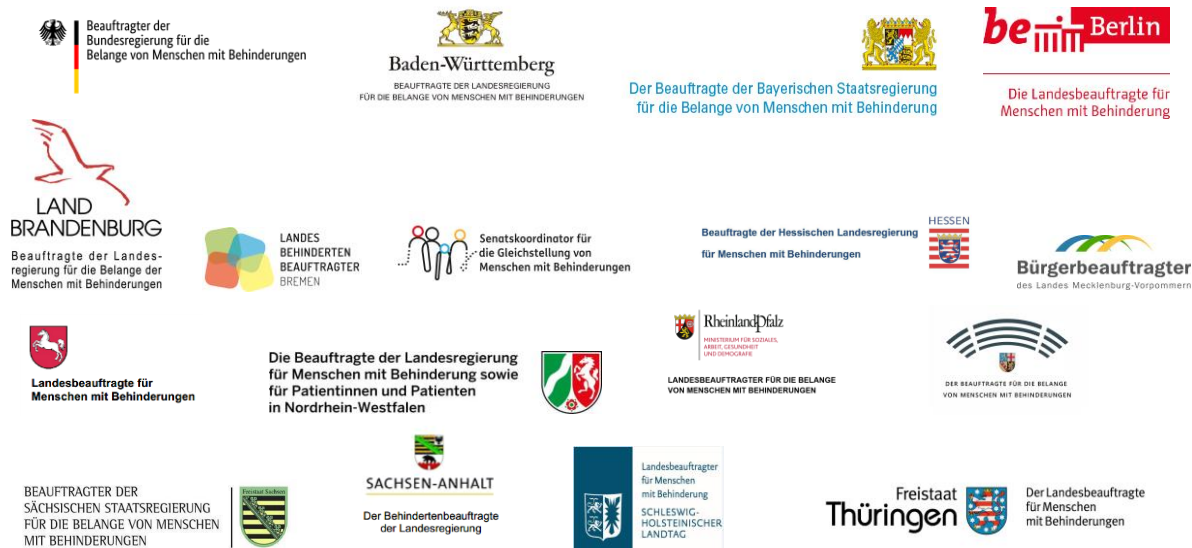 Beauftragter der
Bundesregierung für die
Belange von Menschen mit Behinderungen
Baden-Württemberg
BEAUFTRAGTE DER LANDESREGIERUNG
FÜR DIE BELANGE VON MENSCHEN MIT BEHINDERUNGEN
Der Beauftragte der Bayerischen Staatsregierung
für die Belange von Menschen mit Behinderung
be Berlin
Die Landesbeauftragte für
Menschen mit Behinderung
LAND
BRANDENBURG
Beauftragte der Landes-
regierung für die Belange der
Menschen mit Behinderungen
LANDES
BEHINDERTEN
BEAUFTRAGTER
BREMEN
Senatskoordinator für
die Gleichstellung von
Menschen mit Behinderungen
Beauftragte der Hessischen Landesregierung
für Menschen mit Behinderungen
HESSEN
Bürgerbeauftragter
des Landes Mecklenburg-Vorpommern
Landesbeauftragte für
Menschen mit Behinderungen
Die Beauftragte der Landesregierung
für Menschen mit Behinderung sowie
für Patientinnen und Patienten
in Nordrhein-Westfalen
RheinlandPfalz
MINISTERIUM FÜR SOZIALES,
ARBEIT, GESUNDHEIT
UND DEMOGRAFIE
LANDESBEAUFTRAGTER FÜR DIE BELANGE
VON MENSCHEN MIT BEHINDERUNGEN
DER BEAUFTRAGTE FÜR DIE BELANGE
VON MENSCHEN MIT BEHINDERUNGEN
BEAUFTRAGTER DER
SÄCHSISCHEN STAATSREGIERUNG
FÜR DIE BELANGE VON MENSCHEN
MIT BEHINDERUNGEN
Freistaat Sachsen
SACHSEN-ANHALT
Der Behindertenbeauftragte
der Landesregierung
Landesbeauftragter
für Menschen
mit Behinderung
SCHLESWIG-
HOLSTEINISCHER
LANDTAG
Freistaat
Thüringen
Der Landesbeauftragte
für Menschen
mit Behinderungen